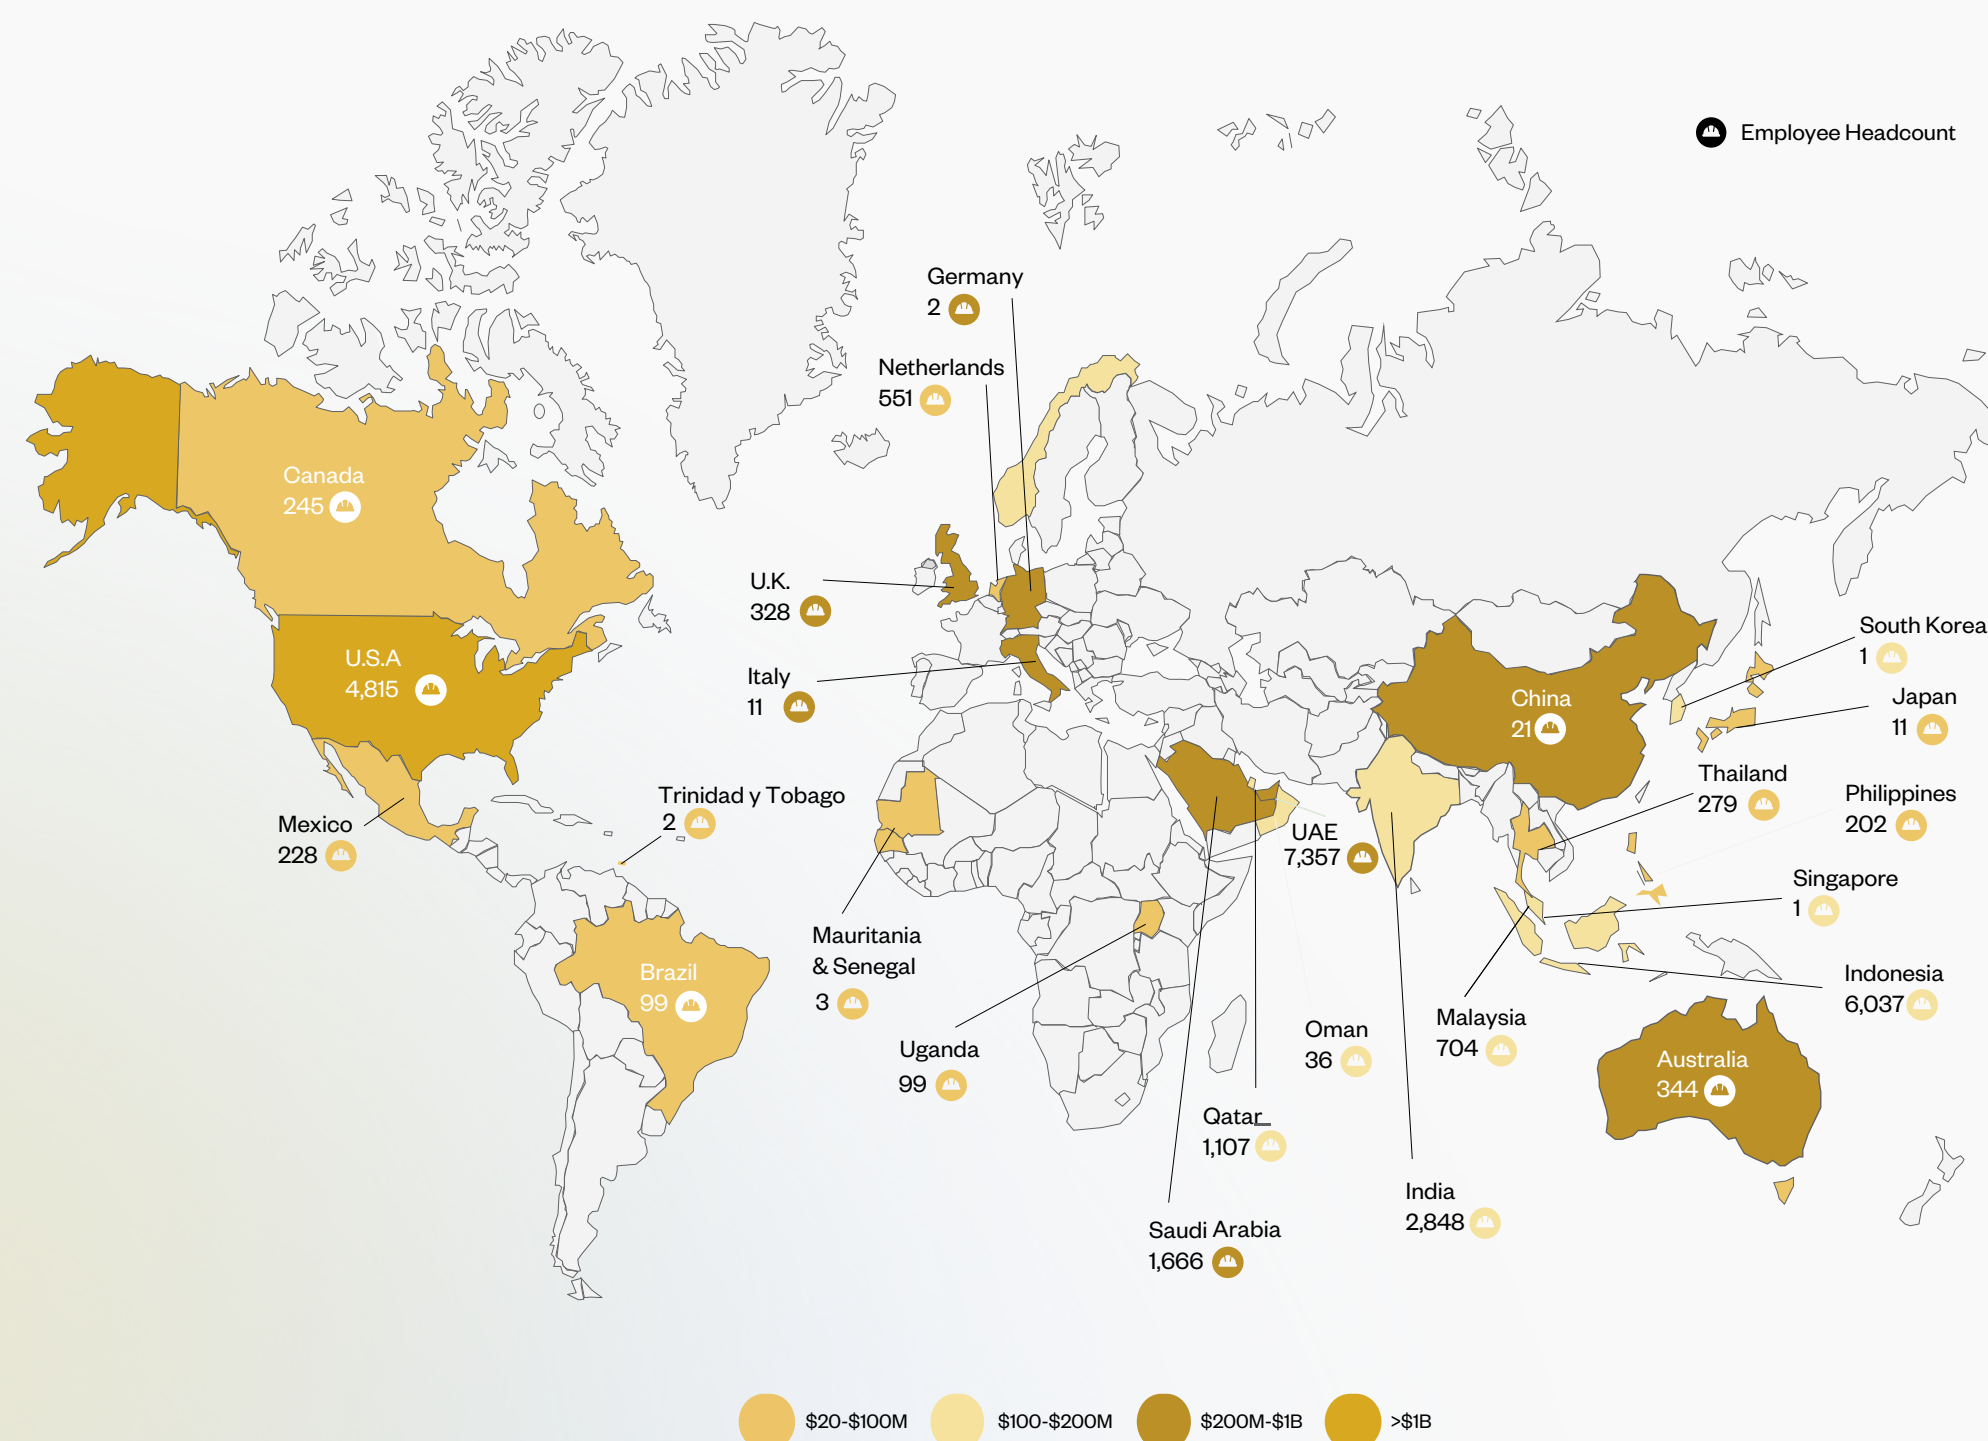 Employee Headcount
Germany
2
Netherlands
551
Canada
245
U.K.
328
South Korea
1
U.S.A
4,815
Italy
11
China
21
Japan
11
Thailand
279
Trinidad y Tobago
2
Philippines
202
Mexico
228
UAE
7,357
Singapore
1
Mauritania
& Senegal
3
Brazil
99
Indonesia
6,037
Malaysia
704
Oman
36
Uganda
99
Australia
344
Qatar_
1,107
India
2,848
Saudi Arabia
1,666
$20-$100M
$100-$200M
$200M-$1B
>$1B